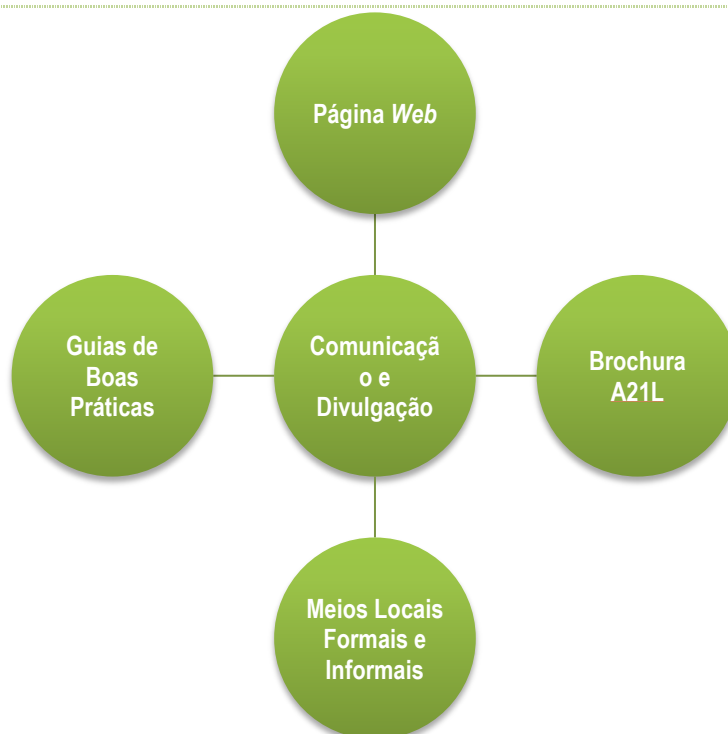 Página Web
Guias de
Boas
Práticas
Comunicaçã
o e
Divulgação
Brochura
A21L
Meios Locais
Formais e
Informais